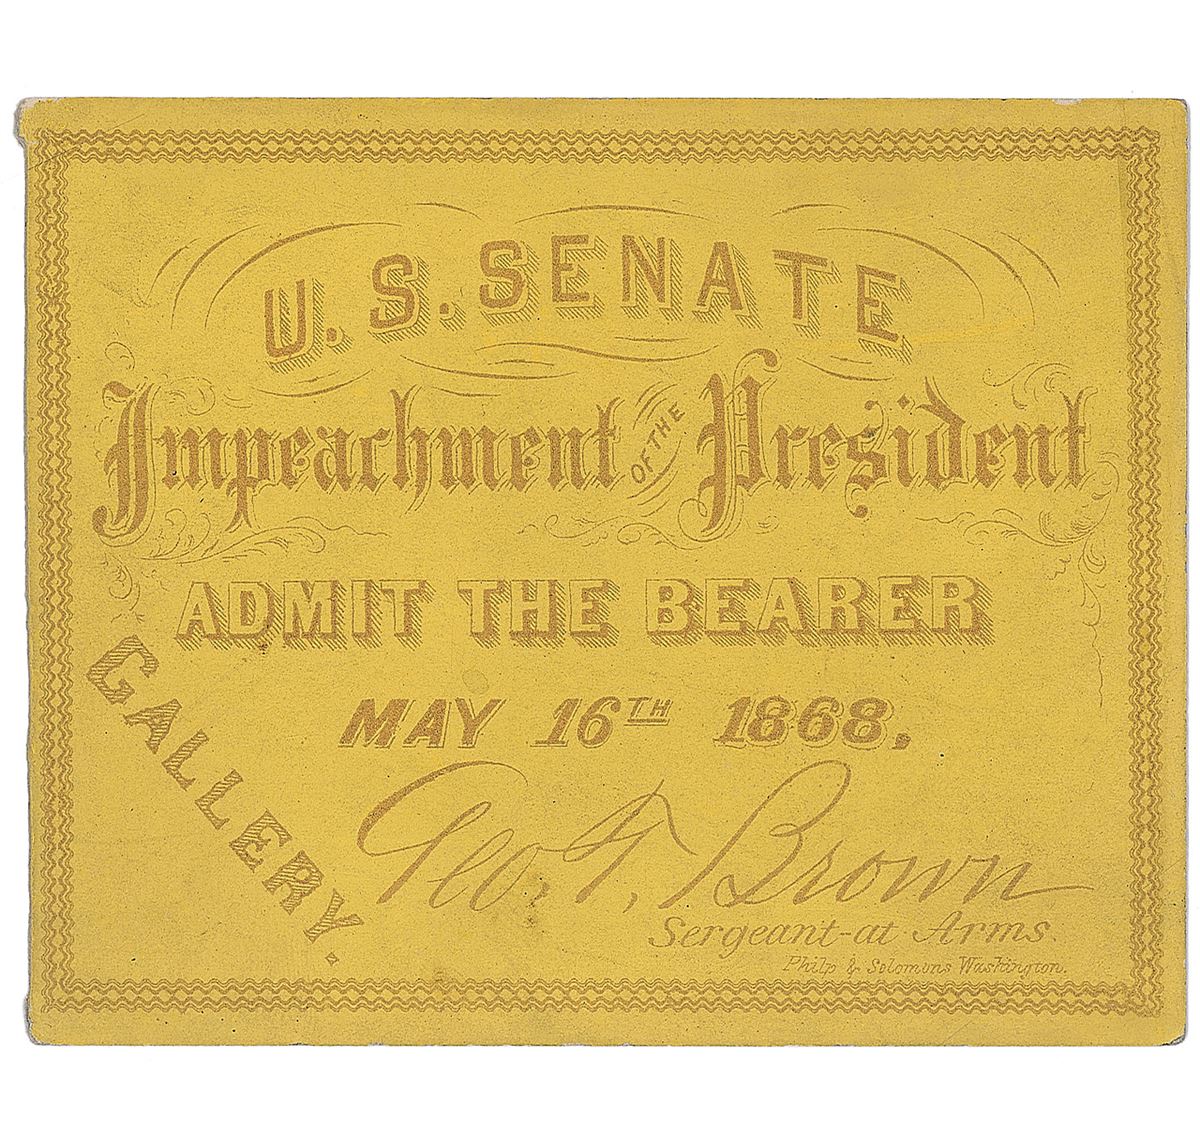 U. S. SENATE
Impeachment OF THE President
ADMIT THE BEARER
MAY 16TH 1868.
GALLERY.
Geo. T. Brown
Sergeant-at Arms.
Philp & Solomons Washington.